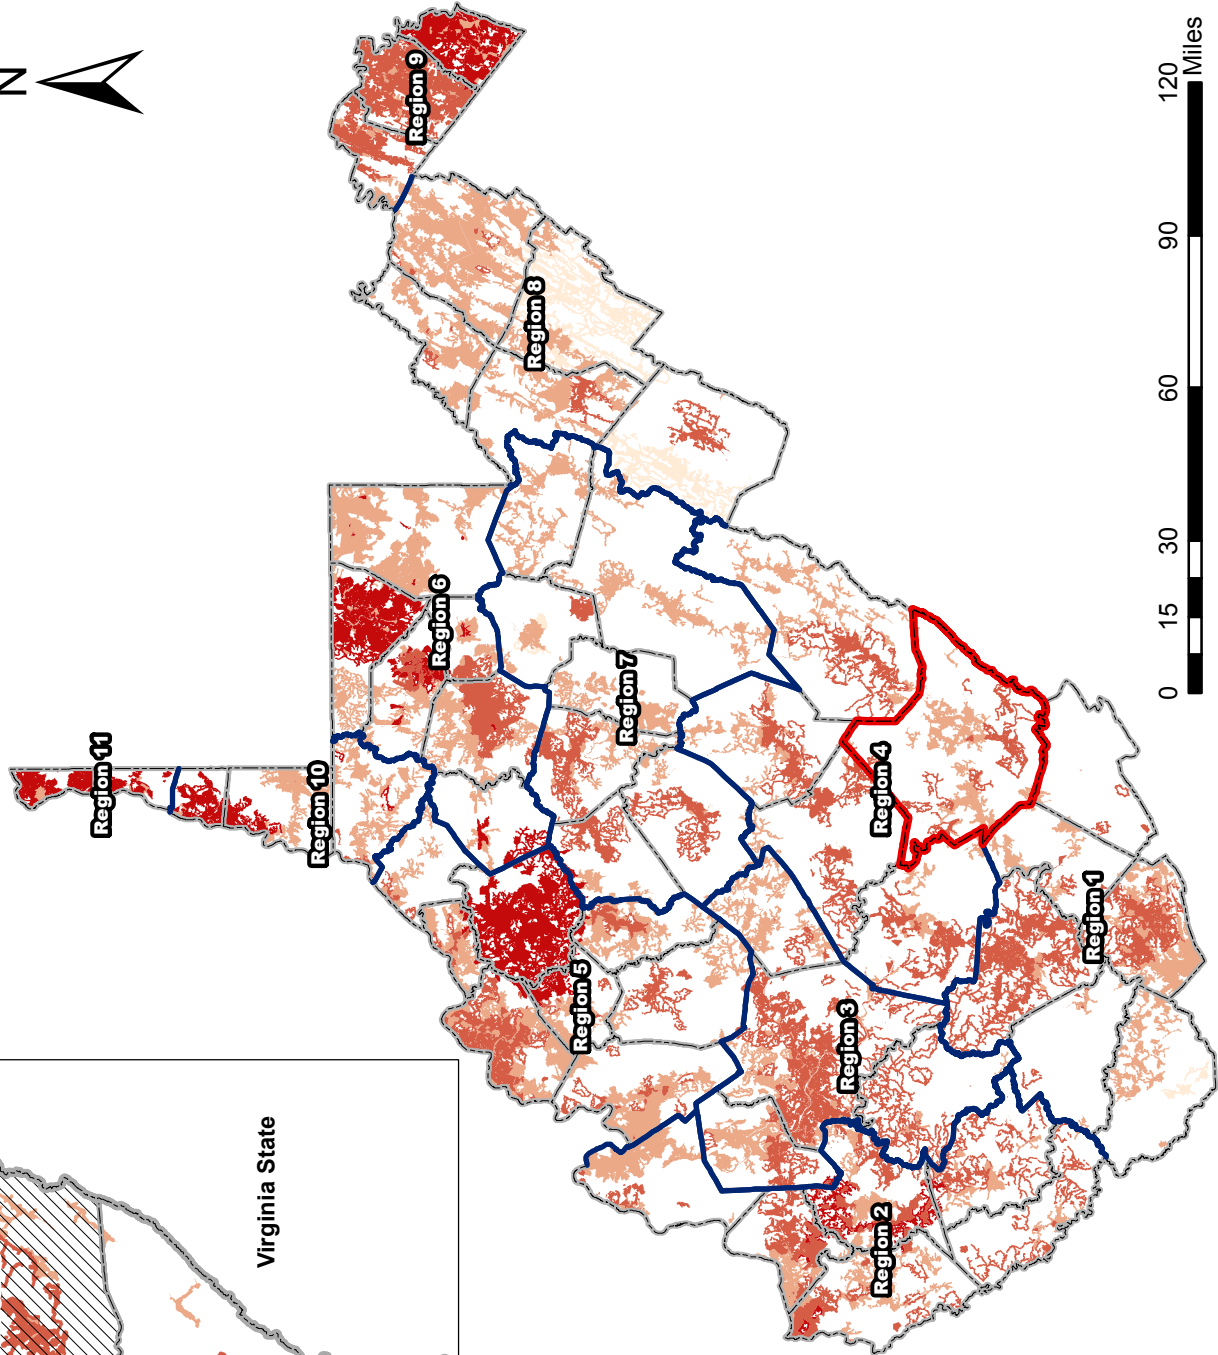 N
Region 9
Region 8
Region 6
Region 7
Region 11
Region 10
Region 4
Region 5
Region 3
Region 1
Region 2
Virginia State
0 15 30 60 90 120
Miles